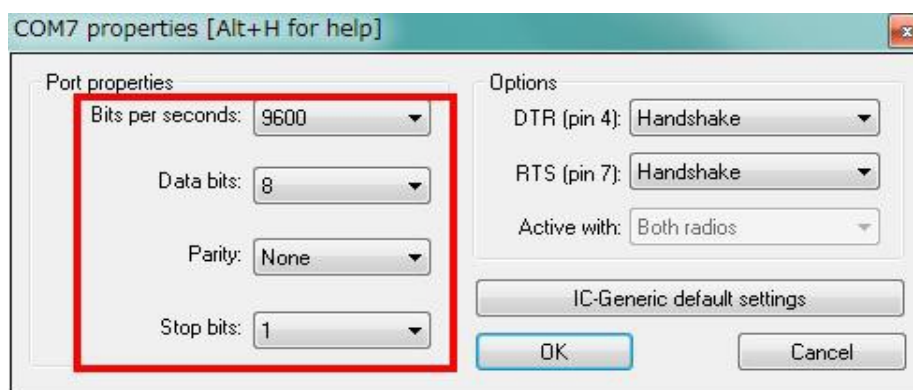 COM7 properties [Alt+H for help]
Port properties
Bits per seconds: 9600
Data bits: 8
Parity: None
Stop bits: 1
Options
DTR (pin 4): Handshake
RTS (pin 7): Handshake
Active with: Both radios
IC-Generic default settings
OK
Cancel